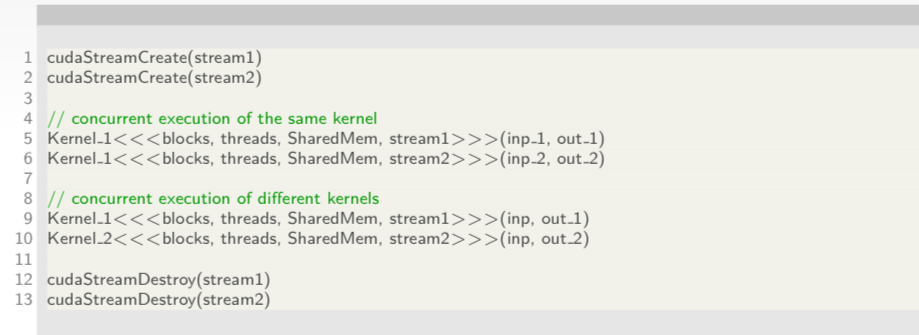 1 cudaStreamCreate(stream1)
2 cudaStreamCreate(stream2)
3
4 // concurrent execution of the same kernel
5 Kernel_1<<<blocks, threads, SharedMem, stream1>>>(inp_1, out_1)
6 Kernel_1<<<blocks, threads, SharedMem, stream2>>>(inp_2, out_2)
7
8 // concurrent execution of different kernels
9 Kernel_1<<<blocks, threads, SharedMem, stream1>>>(inp, out_1)
10 Kernel_2<<<blocks, threads, SharedMem, stream2>>>(inp, out_2)
11
12 cudaStreamDestroy(stream1)
13 cudaStreamDestroy(stream2)